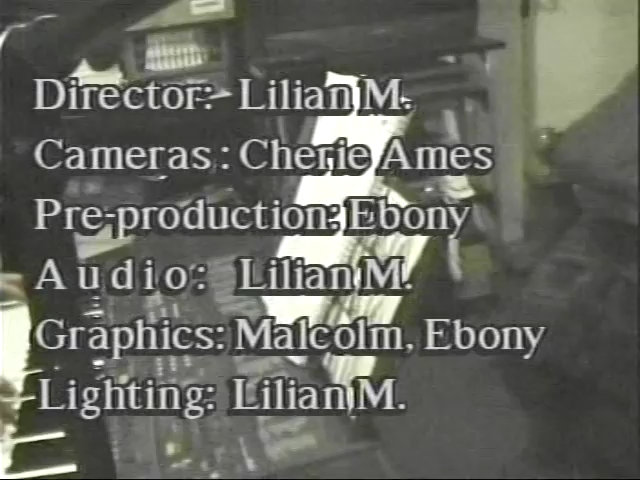 Director: Lilian M.
Cameras: Cherie Ames
Pre-production: Ebony
Audio: Lilian M.
Graphics: Malcolm, Ebony
Lighting: Lilian M.